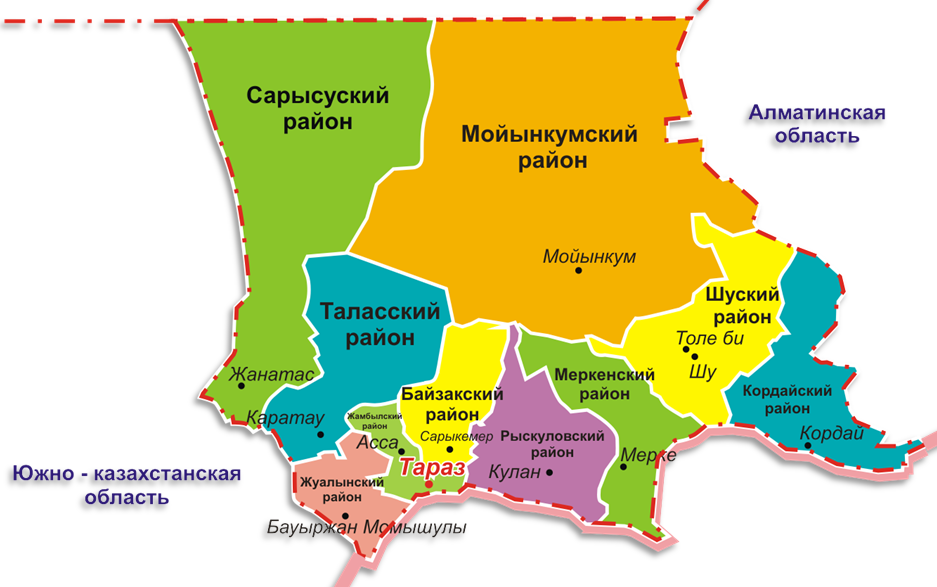 Сарысуский
район
Мойынкумский
район
Алматинская
область
Мойынкум
Таласский
район
Шуский
район
Толе би
Шу
Жанатас
Байзакский
район
Меркенский
район
Кордайский
район
Каратау
Жамбылский
район
Асса
Сарыкемер
Рыскуловский
район
Кордай
Мерке
Тараз
Кулан
Южно - казахстанская
область
Жуалынский
район
Бауыржан Момышулы